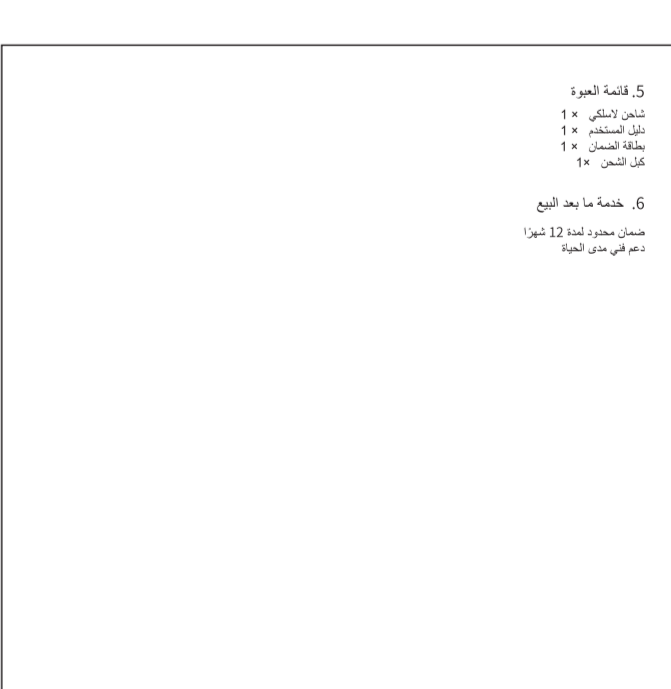 5. قائمة العبوة
شاحن لاسلكي × 1
دليل المستخدم × 1
بطاقة الضمان × 1
كبل الشحن ×1
6. خدمة ما بعد البيع
ضمان محدود لمدة 12 شهرًا
دعم فني مدى الحياة